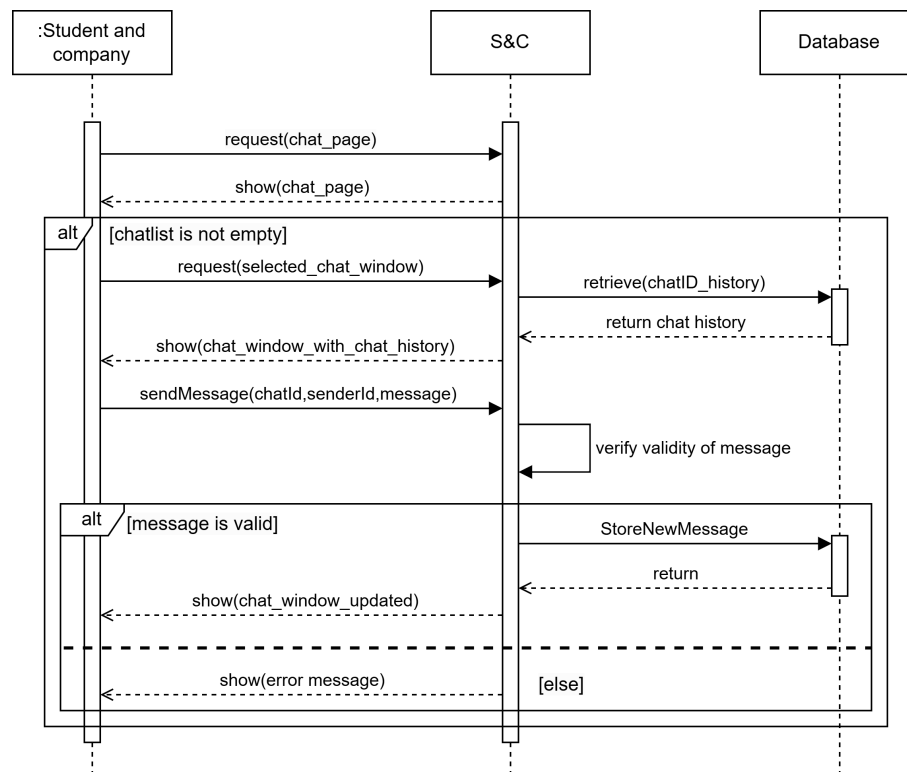 :Student and
company
S&C
Database
request(chat_page)
show(chat_page)
alt
[chatlist is not empty]
request(selected_chat_window)
retrieve(chatID_history)
return chat history
show(chat_window_with_chat_history)
sendMessage(chatId,senderId,message)
verify validity of message
alt
[message is valid]
StoreNewMessage
return
show(chat_window_updated)
show(error message)
[else]